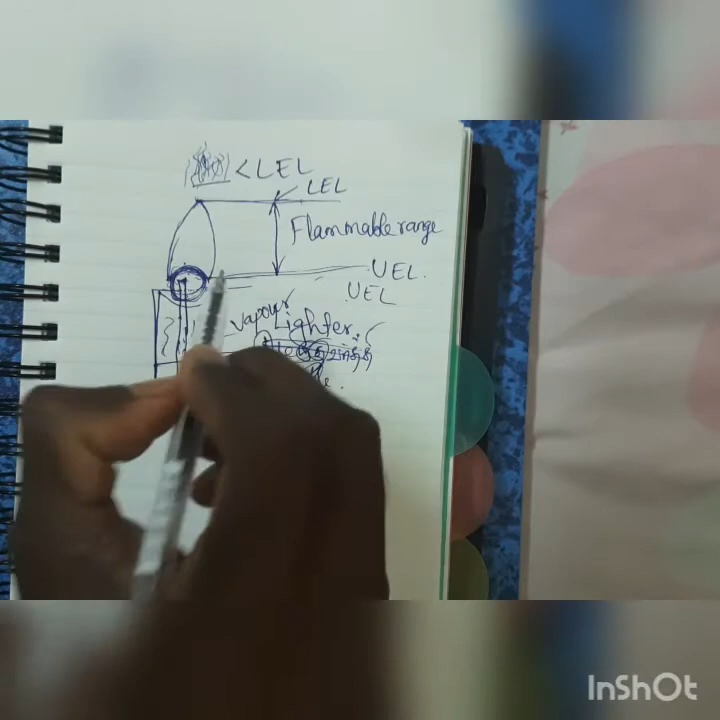 < LEL
LEL
Flammable range
UEL.
UEL
vapour
Lighter.
InShOt